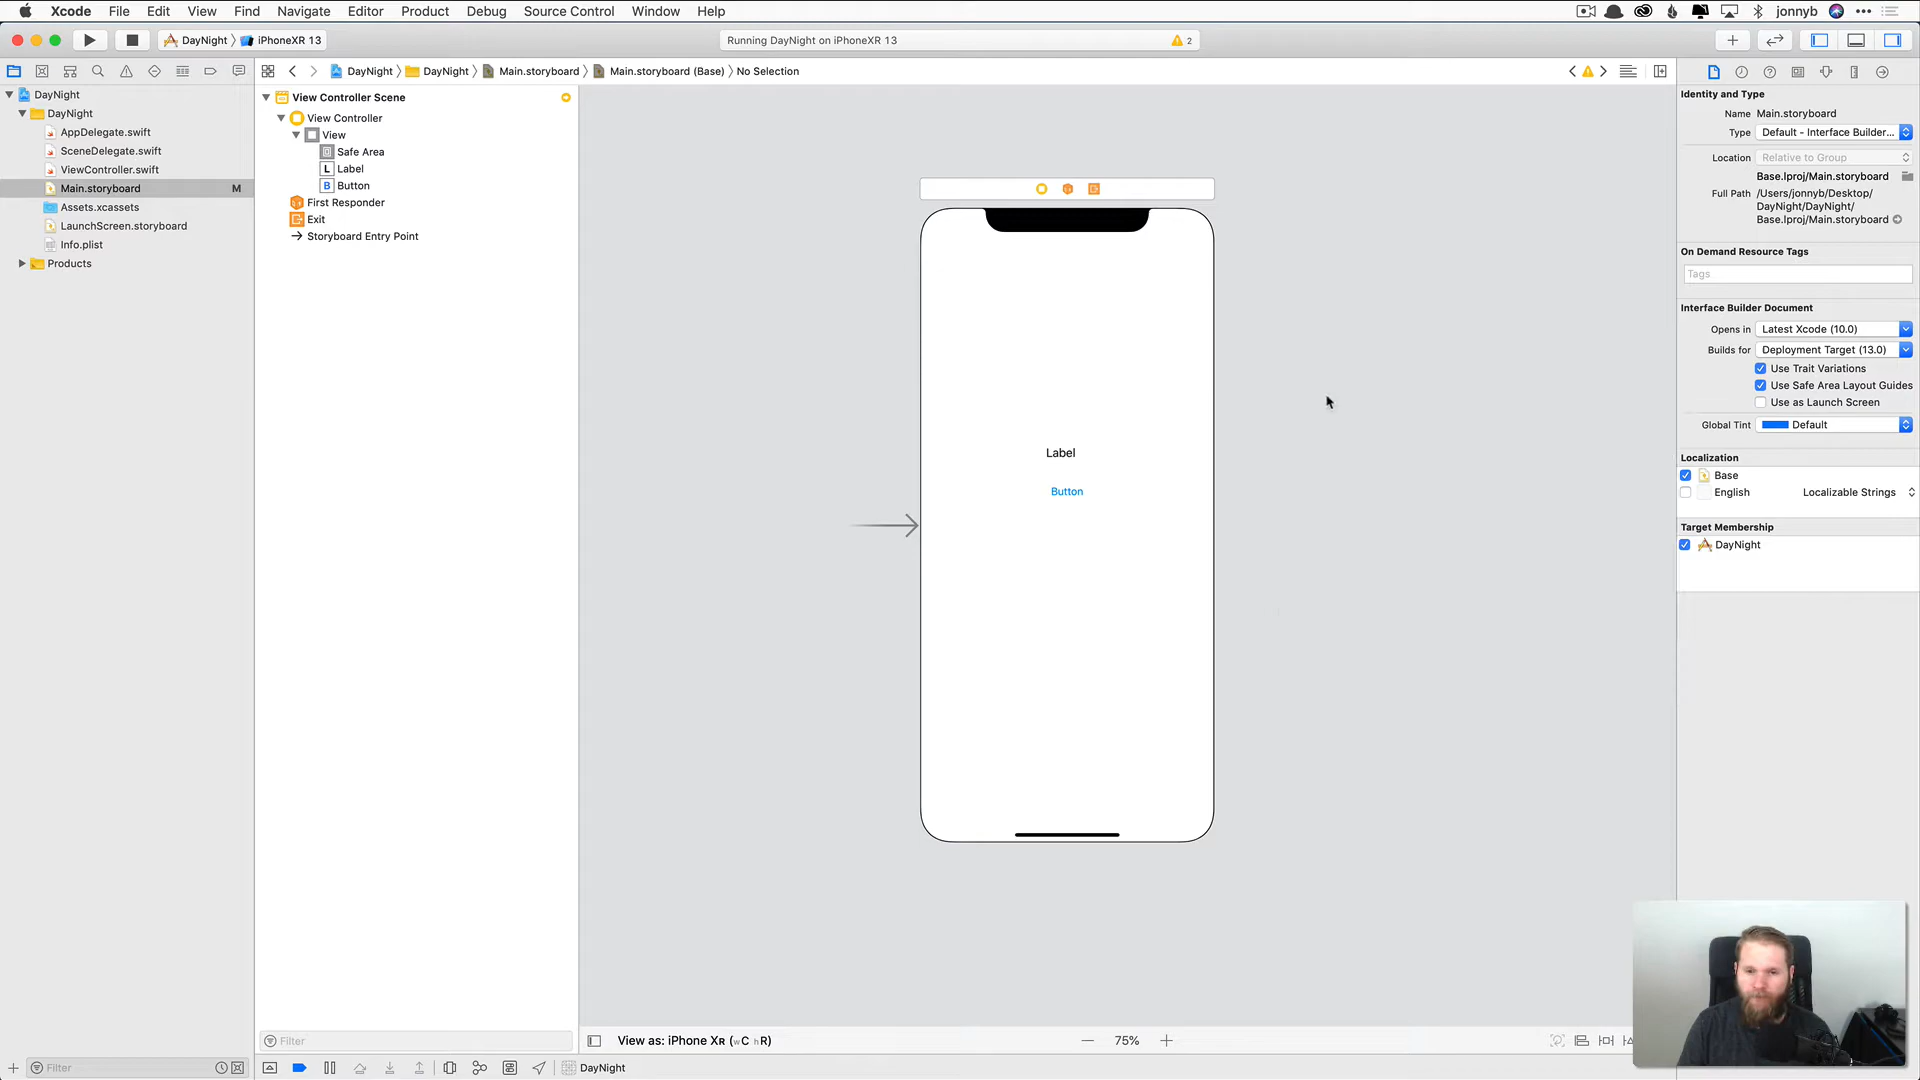 Xcode File Edit View Find Navigate Editor Product Debug Source Control Window Help jonnyb
DayNight iPhoneXR 13 Running DayNight on iPhoneXR 13 2
DayNight DayNight Main.storyboard Main.storyboard (Base) No Selection
DayNight
DayNight
AppDelegate.swift
SceneDelegate.swift
ViewController.swift
Main.storyboard M
Assets.xcassets
LaunchScreen.storyboard
Info.plist
Products
View Controller Scene
View Controller
View
Safe Area
L Label
B Button
First Responder
Exit
Storyboard Entry Point
Label
Button
Identity and Type
Name Main.storyboard
Type Default - Interface Builder...
Location Relative to Group
Base.lproj/Main.storyboard
Full Path /Users/jonnyb/Desktop/
DayNight/DayNight/
Base.lproj/Main.storyboard
On Demand Resource Tags
Tags
Interface Builder Document
Opens in Latest Xcode (10.0)
Builds for Deployment Target (13.0)
Use Trait Variations
Use Safe Area Layout Guides
Use as Launch Screen
Global Tint Default
Localization
Base
English Localizable Strings
Target Membership
DayNight
Filter
View as: iPhone XR (wC hR) 75%
Filter
DayNight